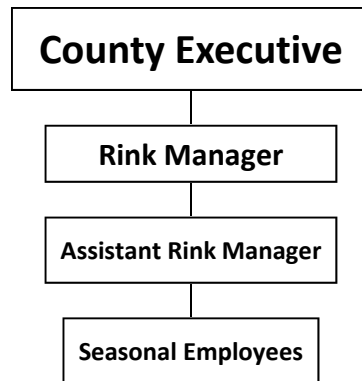 County Executive
Rink Manager
Assistant Rink Manager
Seasonal Employees